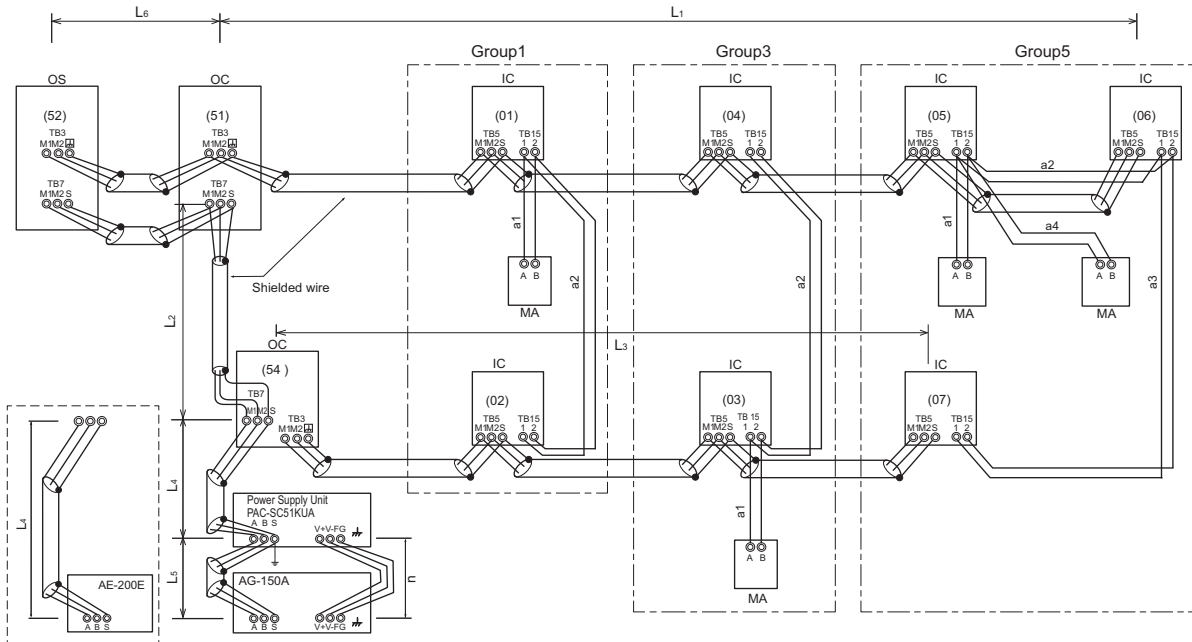 L6
L1
Group1
Group3
Group5
OS
OC
IC
IC
IC
IC
(52)
(51)
(01)
(04)
(05)
(06)
TB3
M1M2
TB3
M1M2
TB5
M1M2S
TB15
1 2
TB5
M1M2S
TB15
1 2
TB5
M1M2S
TB15
1 2
TB5
M1M2S
TB15
1 2
TB7
M1M2S
TB7
M1M2 S
a2
a1
a2
a2
a1
a4
a3
Shielded wire
A B
MA
A B
MA
A B
MA
L2
L3
OC
(54 )
TB7
M1M2 S
TB3
M1M2
IC
(02)
TB5
M1M2S
TB15
1 2
IC
(03)
TB5
M1M2S
TB 15
1 2
IC
(07)
TB5
M1M2S
TB15
1 2
L4
L4
Power Supply Unit
PAC-SC51KUA
A B S
V+V-FG
a1
A B
MA
L5
n
AE-200E
A B S
AG-150A
A B S
V+V-FG